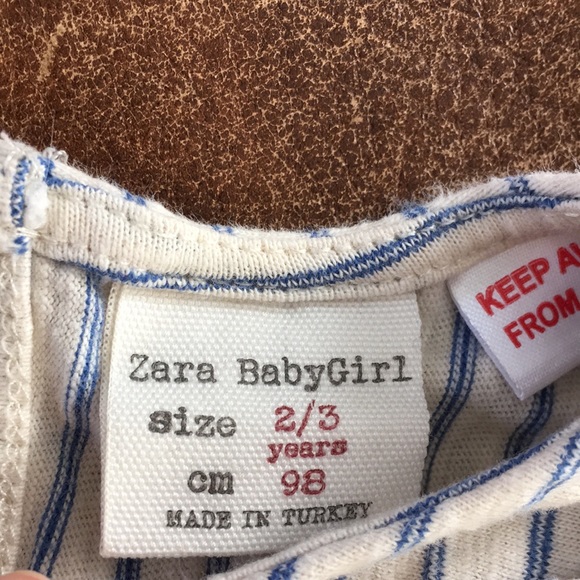 Zara BabyGirl
size 2/3
years
cm 98
MADE IN TURKEY
KEEP
FROM